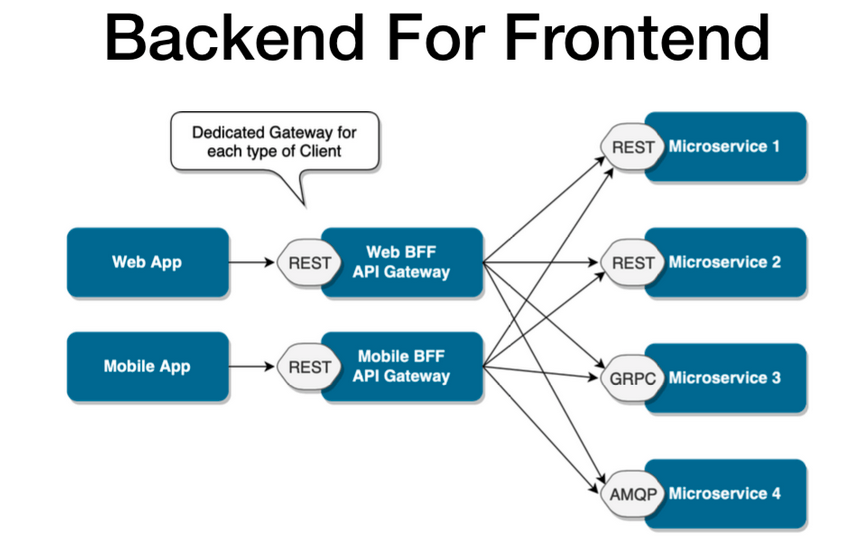 Backend For Frontend
Dedicated Gateway for
each type of Client
Web App
REST
Web BFF
API Gateway
Mobile App
REST
Mobile BFF
API Gateway
REST
Microservice 1
REST
Microservice 2
GRPC
Microservice 3
AMQP
Microservice 4